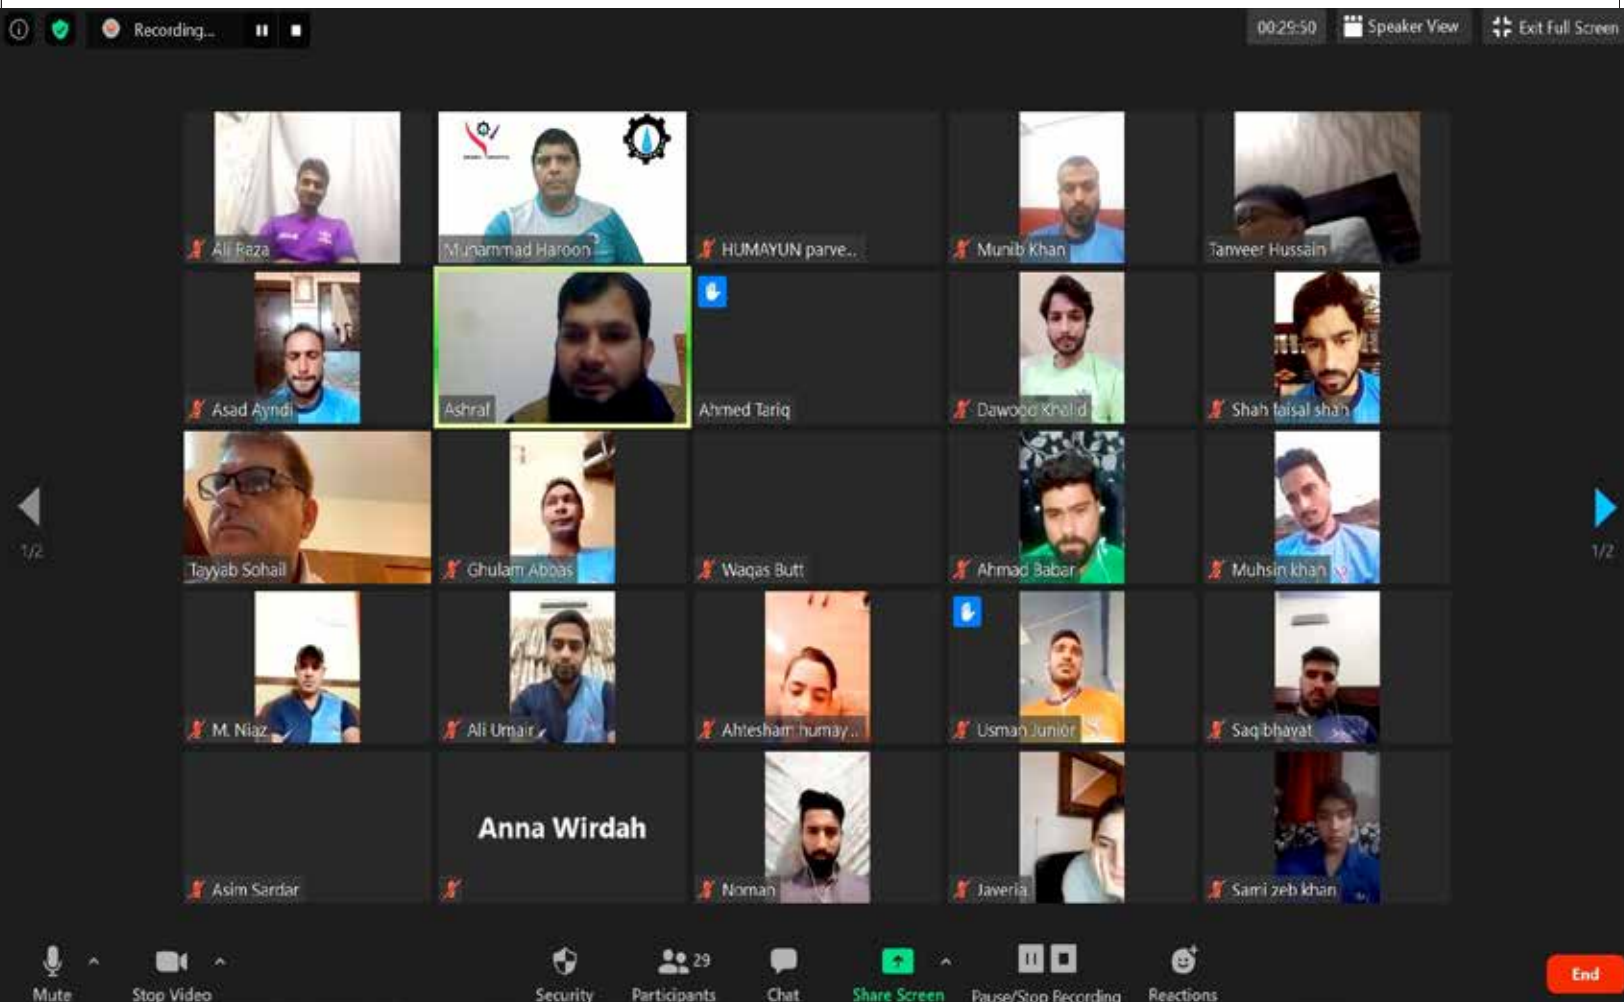 Recording...
00:29:50
Speaker View
Exit Full Screen
Ali Raza
Muhammad Haroon
HUMAYUN parve...
Munib Khan
Tanveer Hussain
Asad Ayndi
Ashraf
Ahmed Tariq
Dawood Khalid
Shah faisal shah
1/2
1/2
Tayyab Sohail
Ghulam Abbas
Waqas Butt
Ahmad Babar
Muhsin khan
M. Niaz
Ali Umair
Ahtesham humay...
Usman Junior
Saqibhayat
Asim Sardar
Anna Wirdah
Noman
Javeria
Sami zeb khan
Mute
Stop Video
Security
Participants
29
Chat
Share Screen
Pause/Stop Recording
Reactions
End